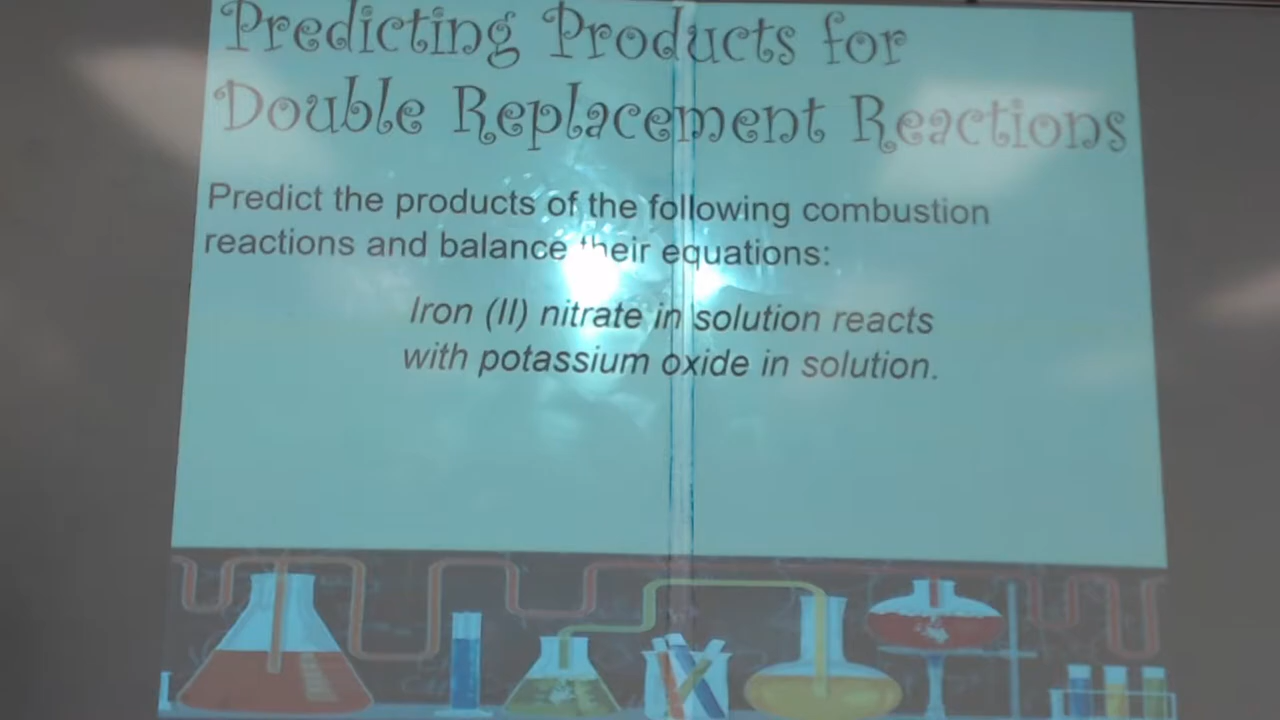 Predicting Products for
Double Replacement Reactions
Predict the products of the following combustion
reactions and balance their equations:
Iron (II) nitrate in solution reacts
with potassium oxide in solution.